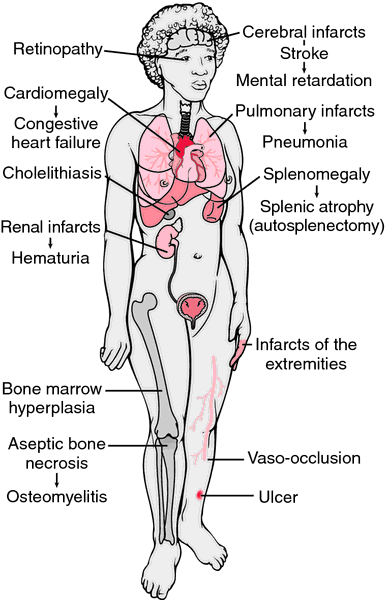 Retinopathy
Cardiomegaly
↓
Congestive
heart failure
Cholelithiasis
Renal infarcts
↓
Hematuria
Bone marrow
hyperplasia
Aseptic bone
necrosis
↓
Osteomyelitis
Cerebral infarcts
Stroke
↓
Mental retardation
Pulmonary infarcts
↓
Pneumonia
Splenomegaly
↓
Splenic atrophy
(autosplenectomy)
Infarcts of the
extremities
Vaso-occlusion
Ulcer